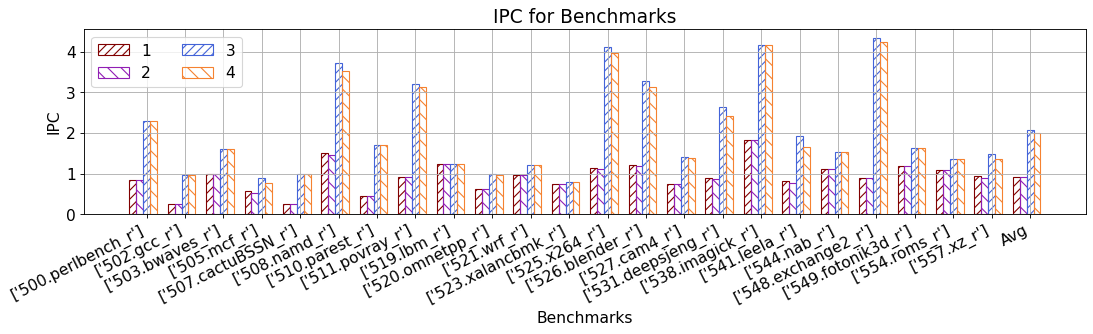 IPC for Benchmarks
1 3
2 4
IPC
4
3
2
1
0
['500.perlbench_r']
['502.gcc_r']
['503.bwaves_r']
['505.mcf_r']
['507.cactuBSSN_r']
['508.namd_r']
['510.parest_r']
['511.povray_r']
['519.lbm_r']
['520.omnetpp_r']
['521.wrf_r']
['523.xalancbmk_r']
['525.x264_r']
['526.blender_r']
['527.cam4_r']
['531.deepsjeng_r']
['538.imagick_r']
['541.leela_r']
['544.nab_r']
['548.exchange2_r']
['549.fotonik3d_r']
['554.roms_r']
['557.xz_r']
Avg
Benchmarks